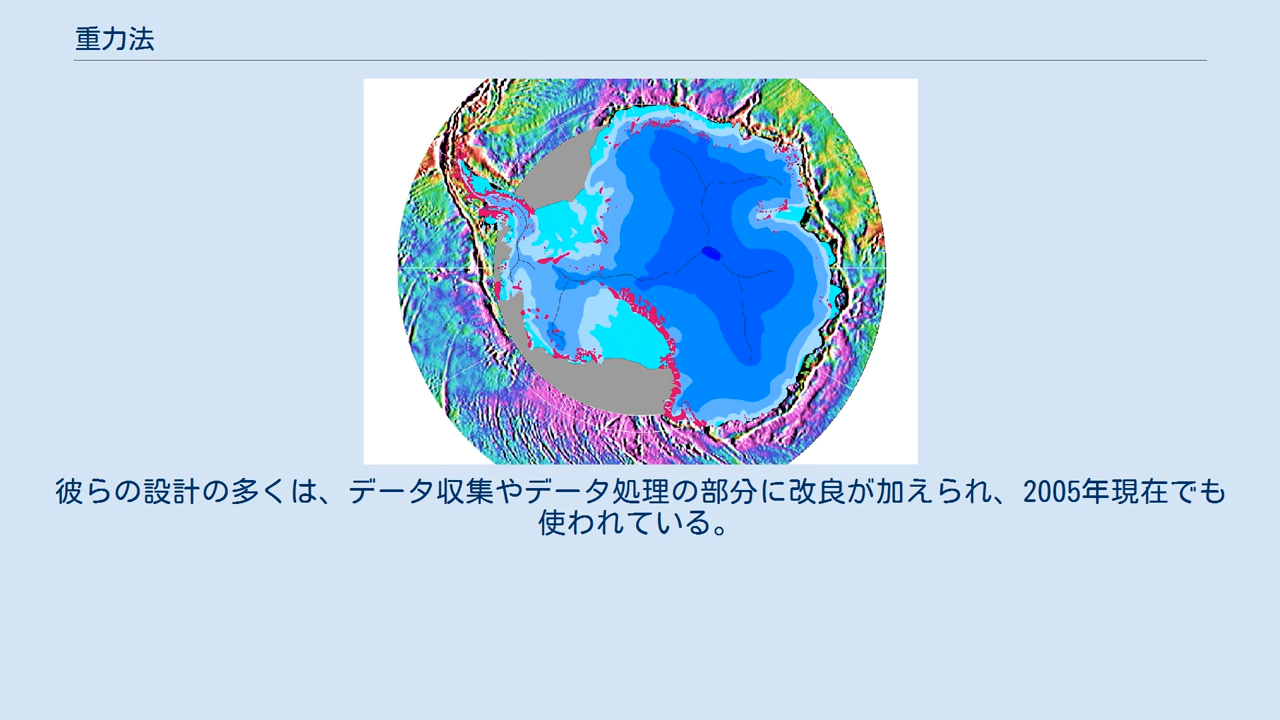 重力法
彼らの設計の多くは、データ収集やデータ処理の部分に改良が加えられ、2005年現在でも
使われている。